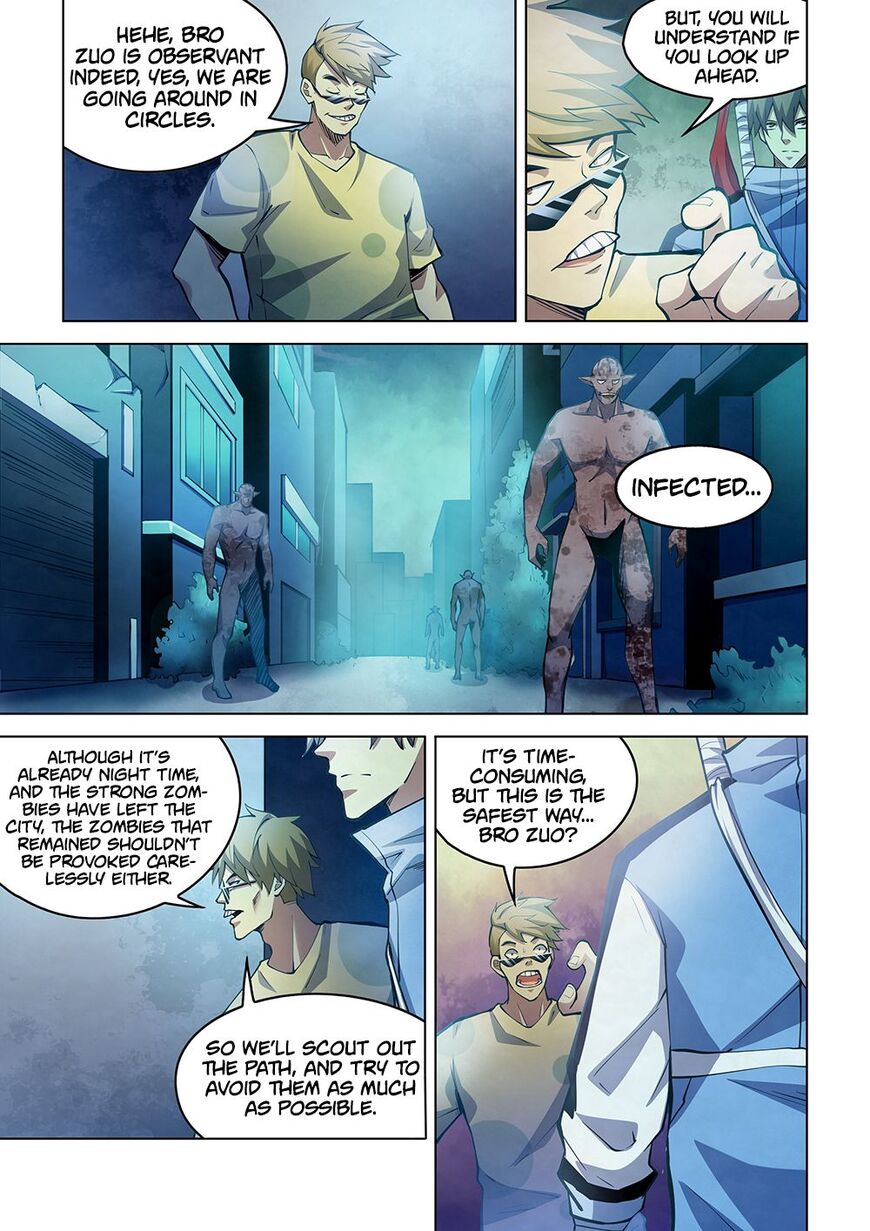 HEHE, BRO
ZUO IS OBSERVANT
INDEED, YES, WE ARE
GOING AROUND IN
CIRCLES.
BUT, YOU WILL
UNDERSTAND IF
YOU LOOK UP
AHEAD.
INFECTED...
ALTHOUGH IT'S
ALREADY NIGHT TIME,
AND THE STRONG ZOM-
BIES HAVE LEFT THE
CITY, THE ZOMBIES THAT
REMAINED SHOULDN'T
BE PROVOKED CARE-
LESSLY EITHER.
SO WE'LL SCOUT OUT
THE PATH, AND TRY TO
AVOID THEM AS MUCH
AS POSSIBLE.
IT'S TIME-
CONSUMING,
BUT THIS IS THE
SAFEST WAY...
BRO ZUO?